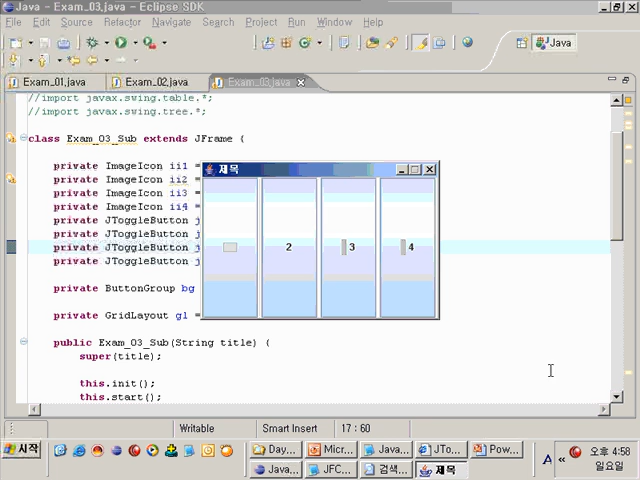 Java - Exam_03.java - Eclipse SDK
File Edit Source Refactor Navigate Search Project Run Window Help
Java
Exam_01.java Exam_02.java Exam_03.java
//import javax.swing.table.*;
//import javax.swing.tree.*;
class Exam_03_Sub extends JFrame {
private ImageIcon ii1 =
private ImageIcon ii2 =
private ImageIcon ii3 =
private ImageIcon ii4 =
private JToggleButton j
private JToggleButton j
private JToggleButton j
private JToggleButton j
제목
2 3 4
private ButtonGroup bg
private GridLayout gl =
public Exam_03_Sub(String title) {
super(title);
this.init();
this.start();
Writable Smart Insert 17 : 60
시작 Day... Micr... Java... JTo... Pow... A « 오후 4:58
Java... JFC... 검색... 제목 일요일